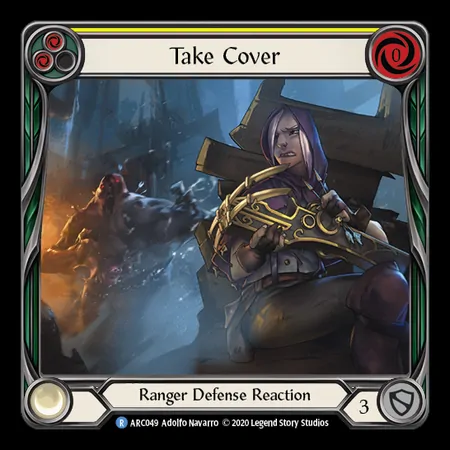 Take Cover
0
Ranger Defense Reaction
3
R ARC049 Adolfo Navarro © 2020 Legend Story Studios